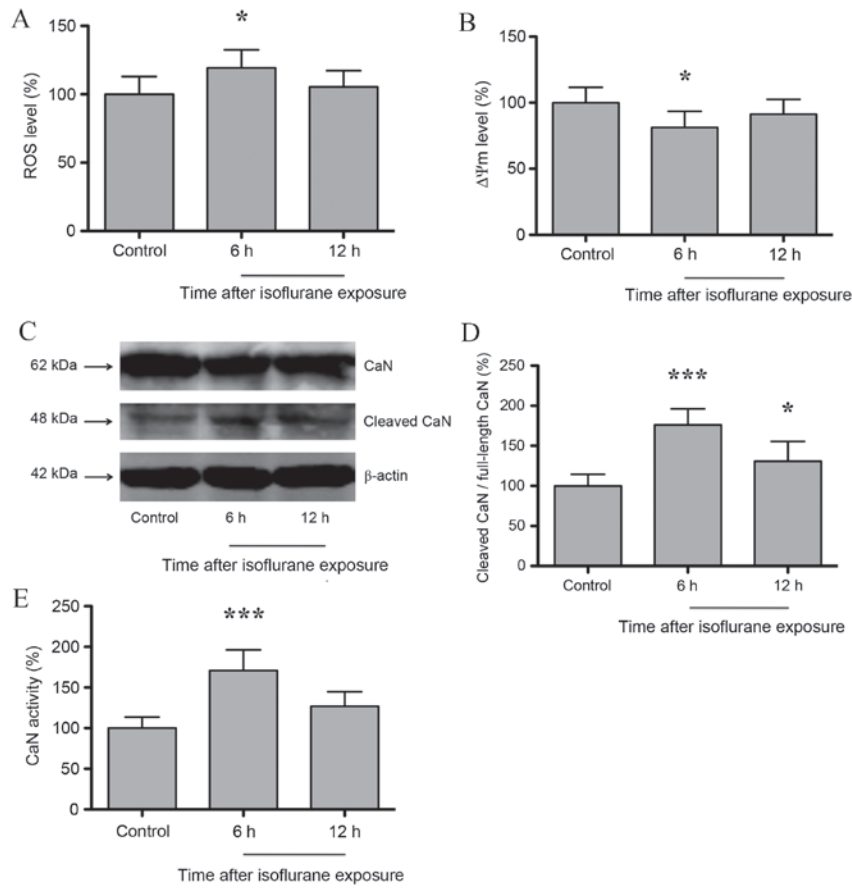 A
150
100
50
0
ROS level (%)
*
Control
6 h
12 h
Time after isoflurane exposure
B
150
100
50
0
ΔΨm level (%)
*
Control
6 h
12 h
Time after isoflurane exposure
C
62 kDa
CaN
48 kDa
Cleaved CaN
42 kDa
β-actin
Control
6 h
12 h
Time after isoflurane exposure
D
250
200
150
100
50
0
Cleaved CaN / full-length CaN (%)
***
*
Control
6 h
12 h
Time after isoflurane exposure
E
250
200
150
100
50
0
CaN activity (%)
***
Control
6 h
12 h
Time after isoflurane exposure